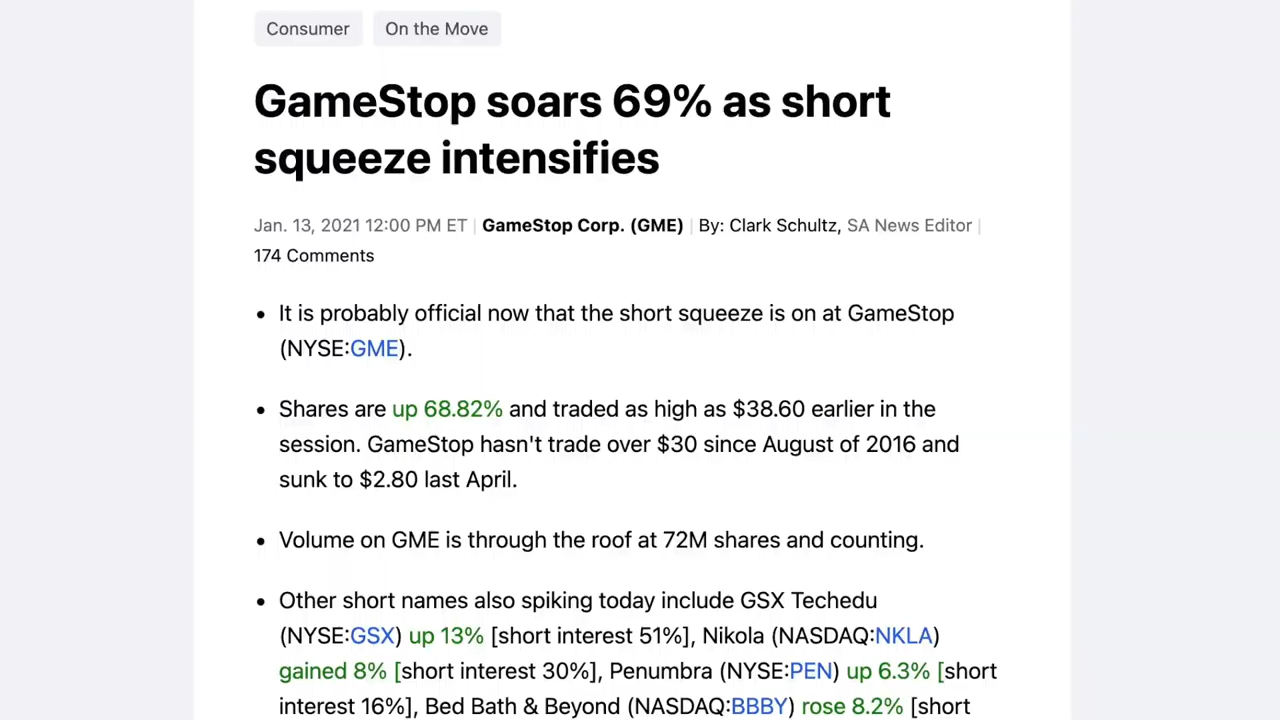 Consumer On the Move
GameStop soars 69% as short
squeeze intensifies
Jan. 13, 2021 12:00 PM ET | GameStop Corp. (GME) | By: Clark Schultz, SA News Editor |
174 Comments
• It is probably official now that the short squeeze is on at GameStop
(NYSE:GME).
• Shares are up 68.82% and traded as high as $38.60 earlier in the
session. GameStop hasn't trade over $30 since August of 2016 and
sunk to $2.80 last April.
• Volume on GME is through the roof at 72M shares and counting.
• Other short names also spiking today include GSX Techedu
(NYSE:GSX) up 13% [short interest 51%], Nikola (NASDAQ:NKLA)
gained 8% [short interest 30%], Penumbra (NYSE:PEN) up 6.3% [short
interest 16%], Bed Bath & Beyond (NASDAQ:BBBY) rose 8.2% [short